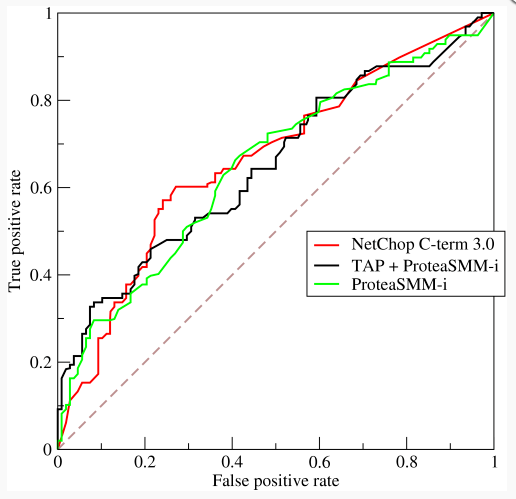 1
0.8
0.6
0.4
0.2
0
True positive rate
NetChop C-term 3.0
TAP + ProteaSMM-i
ProteaSMM-i
0 0.2 0.4 0.6 0.8 1
False positive rate